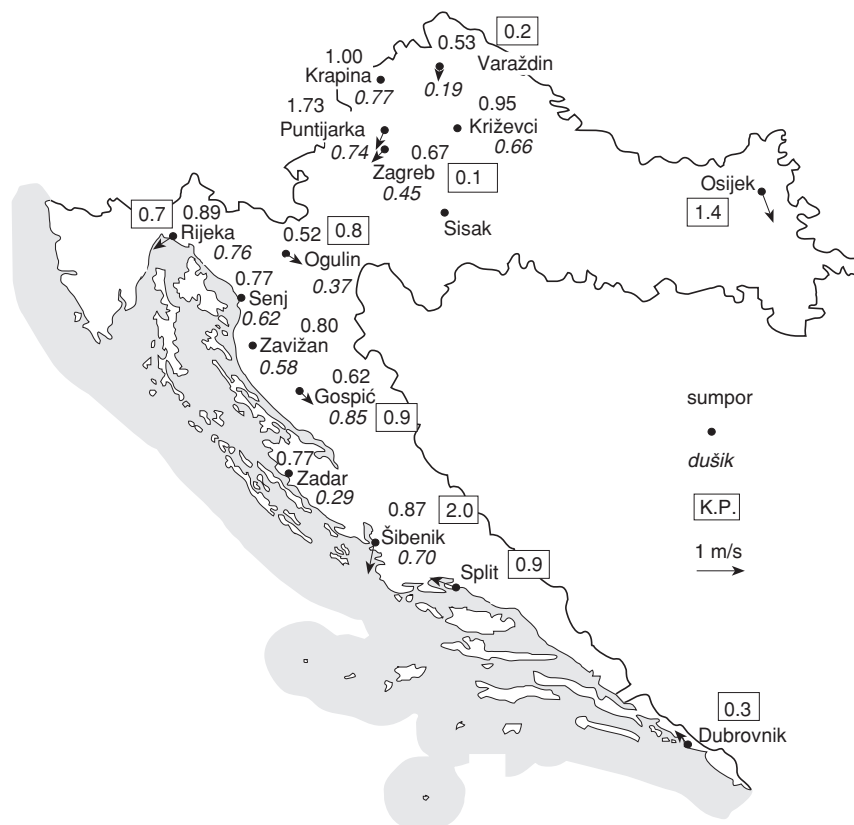 0.53 0.2
Varaždin
0.19
1.00
Krapina
0.77
1.73
Puntijarka
0.74
0.95
Križevci
0.66
0.67
Zagreb
0.45
0.1
Sisak
Osijek
1.4
0.7 0.89
Rijeka
0.76
0.52 0.8
Ogulin
0.37
0.77
Senj
0.62
0.80
Zavižan
0.58
0.62
Gospić
0.85 0.9
0.77
Zadar
0.29
0.87 2.0
Šibenik
0.70
Split 0.9
0.3
Dubrovnik
sumpor
dušik
K.P.
1 m/s